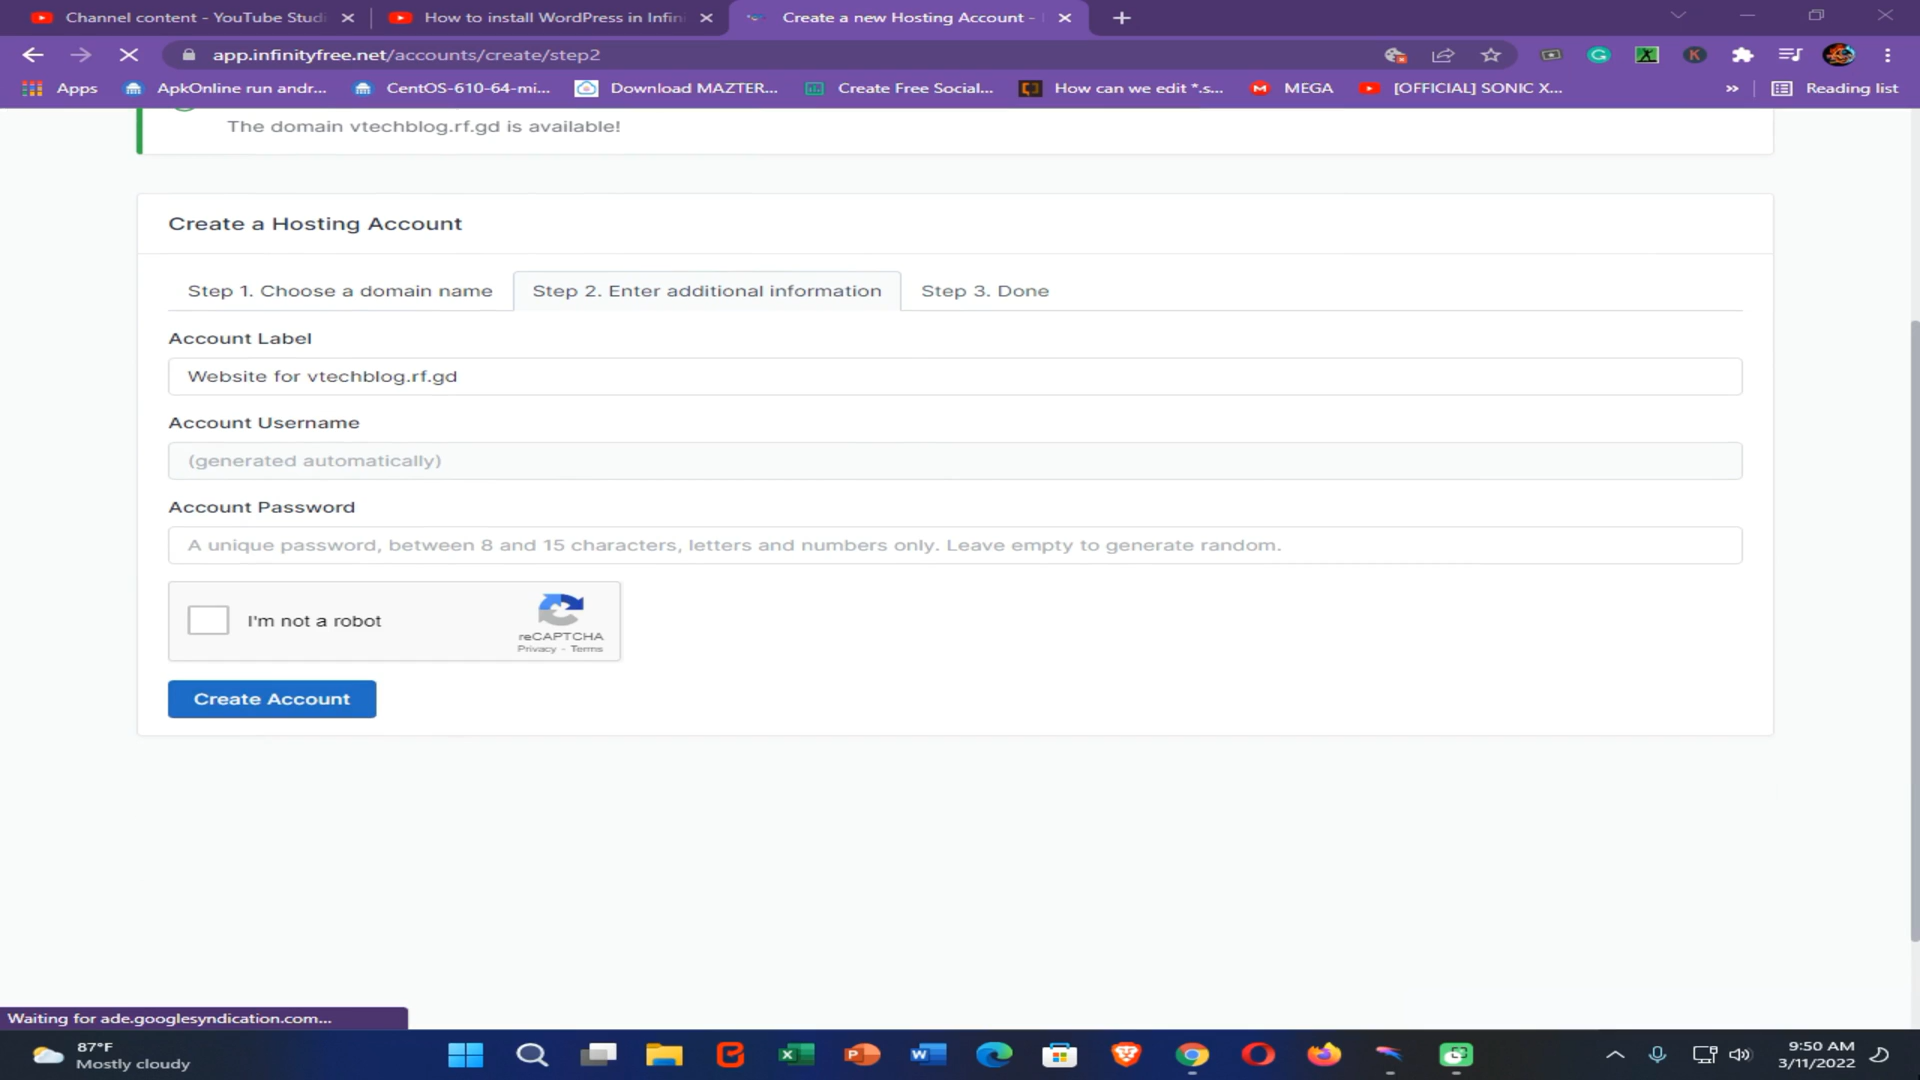 Channel content - YouTube Studi
How to install WordPress in Infin
Create a new Hosting Account -
app.infinityfree.net/accounts/create/step2
Apps
ApkOnline run andr...
CentOS-610-64-mi...
Download MAZTER...
Create Free Social...
How can we edit *.s...
MEGA
[OFFICIAL] SONIC X...
»
Reading list
The domain vtechblog.rf.gd is available!
Create a Hosting Account
Step 1. Choose a domain name
Step 2. Enter additional information
Step 3. Done
Account Label
Website for vtechblog.rf.gd
Account Username
(generated automatically)
Account Password
A unique password, between 8 and 15 characters, letters and numbers only. Leave empty to generate random.
I'm not a robot
reCAPTCHA
Privacy - Terms
Create Account
Waiting for ade.googlesyndication.com...
87°F
Mostly cloudy
9:50 AM
3/11/2022